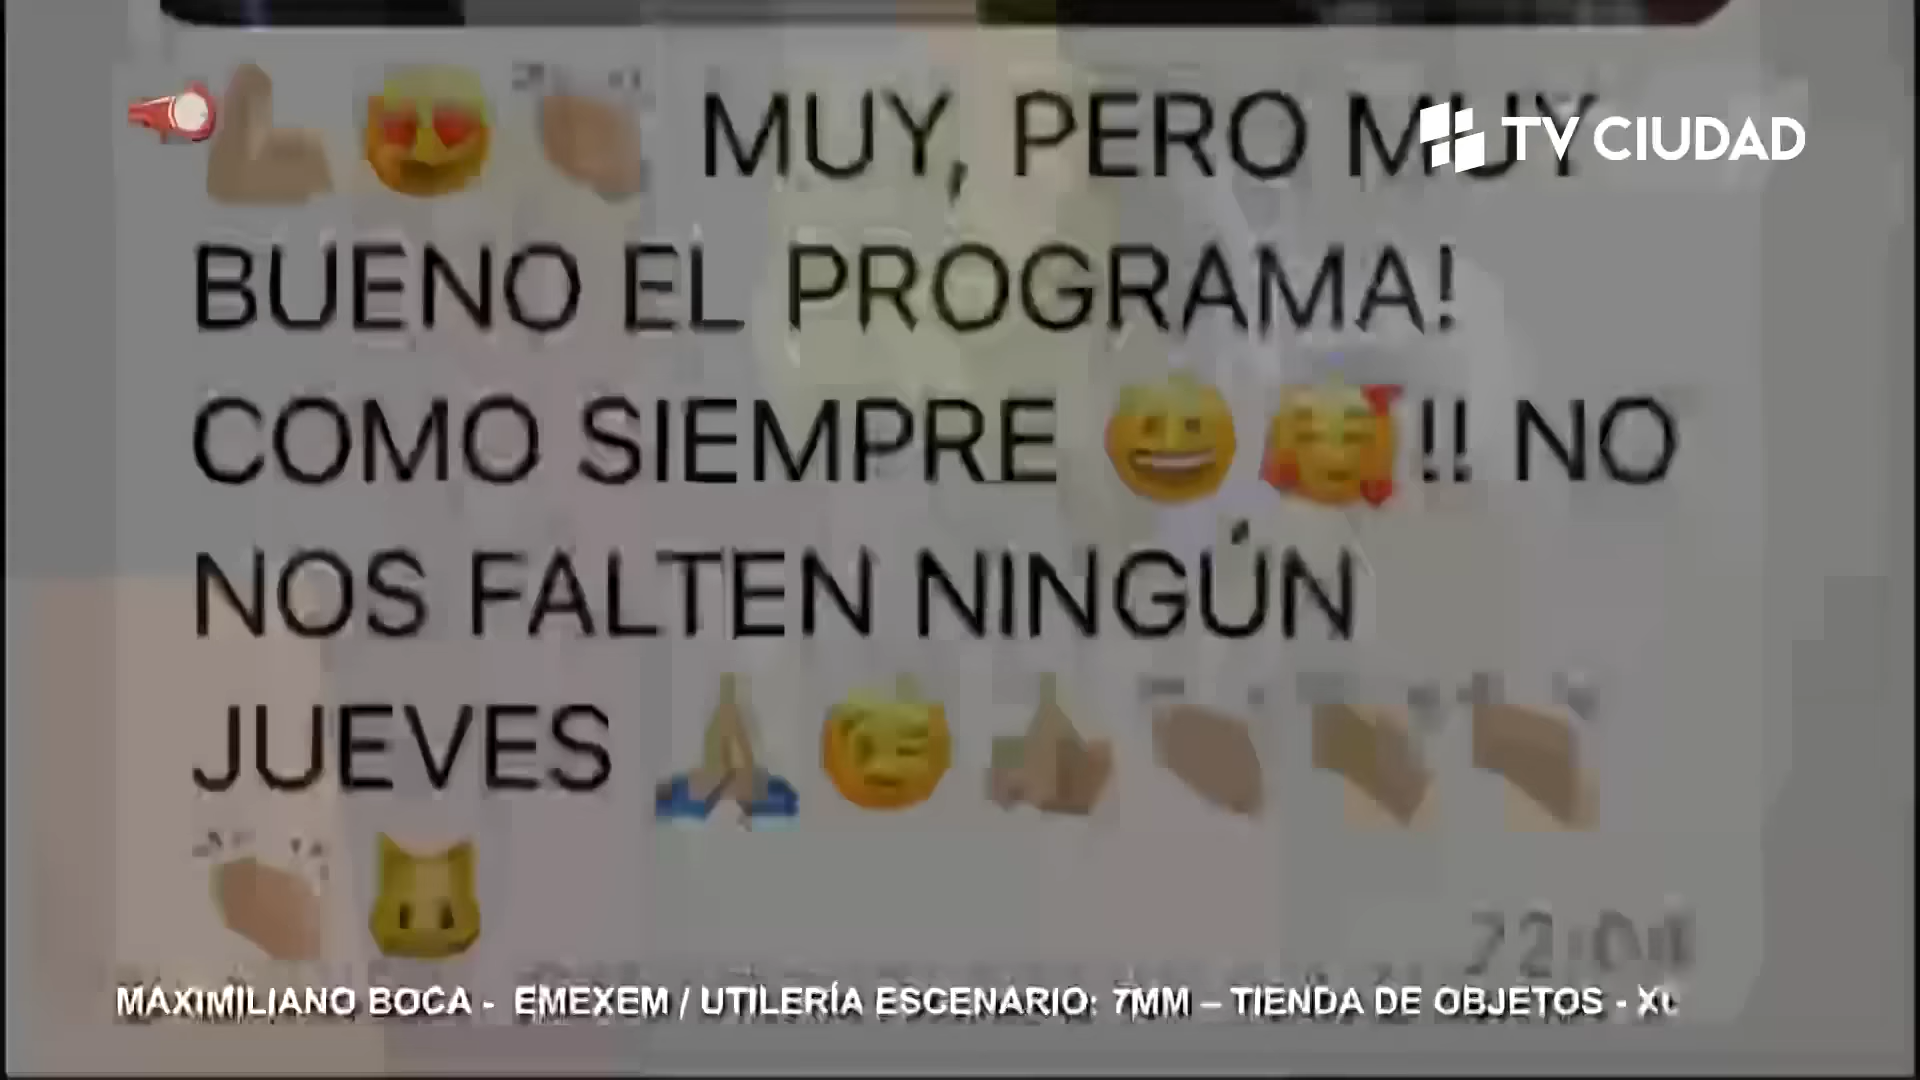 MUY, PERO MUY
TV CIUDAD
BUENO EL PROGRAMA!
COMO SIEMPRE !! NO
NOS FALTEN NINGÚN
JUEVES
MAXIMILIANO BOCA - EMEXEM / UTILERÍA ESCENARIO: 7MM – TIENDA DE OBJETOS -